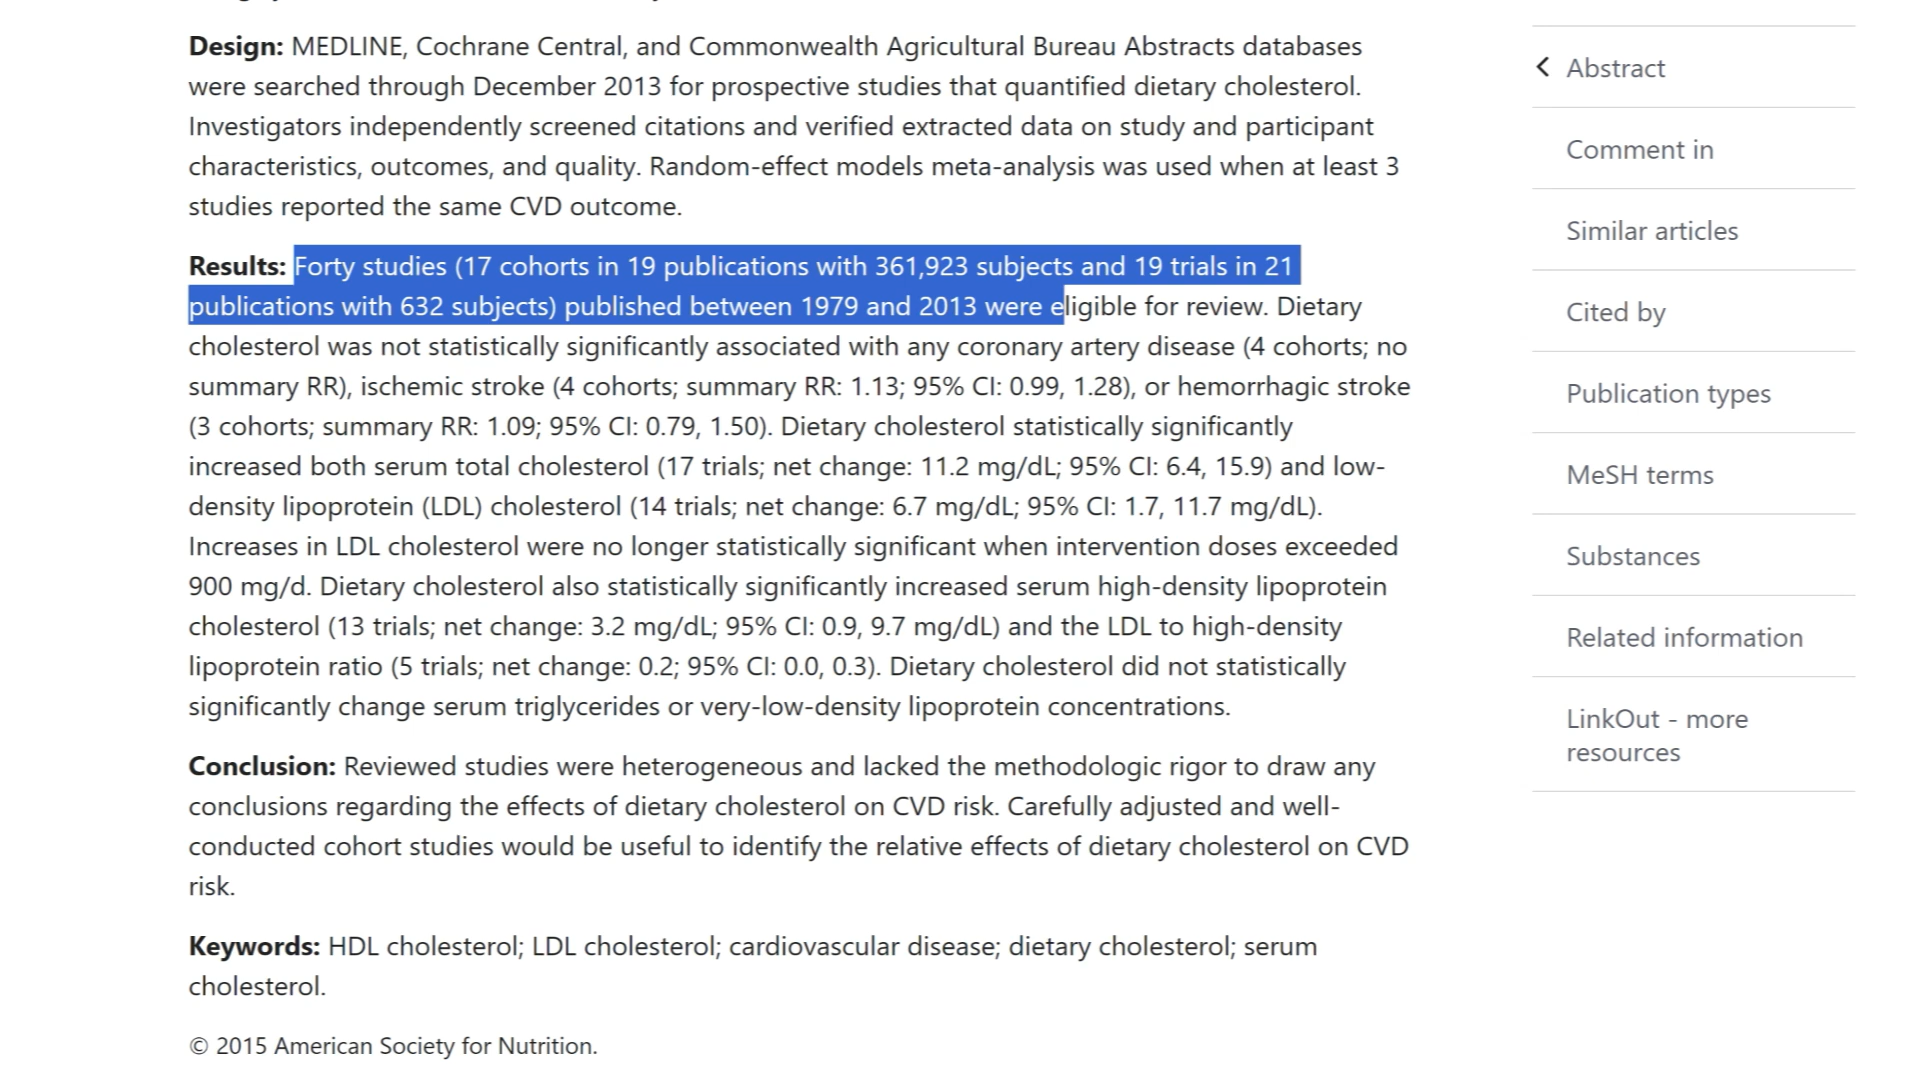 Design: MEDLINE, Cochrane Central, and Commonwealth Agricultural Bureau Abstracts databases
were searched through December 2013 for prospective studies that quantified dietary cholesterol.
Investigators independently screened citations and verified extracted data on study and participant
characteristics, outcomes, and quality. Random-effect models meta-analysis was used when at least 3
studies reported the same CVD outcome.
Results: Forty studies (17 cohorts in 19 publications with 361,923 subjects and 19 trials in 21
publications with 632 subjects) published between 1979 and 2013 were eligible for review. Dietary
cholesterol was not statistically significantly associated with any coronary artery disease (4 cohorts; no
summary RR), ischemic stroke (4 cohorts; summary RR: 1.13; 95% CI: 0.99, 1.28), or hemorrhagic stroke
(3 cohorts; summary RR: 1.09; 95% CI: 0.79, 1.50). Dietary cholesterol statistically significantly
increased both serum total cholesterol (17 trials; net change: 11.2 mg/dL; 95% CI: 6.4, 15.9) and low-
density lipoprotein (LDL) cholesterol (14 trials; net change: 6.7 mg/dL; 95% CI: 1.7, 11.7 mg/dL).
Increases in LDL cholesterol were no longer statistically significant when intervention doses exceeded
900 mg/d. Dietary cholesterol also statistically significantly increased serum high-density lipoprotein
cholesterol (13 trials; net change: 3.2 mg/dL; 95% CI: 0.9, 9.7 mg/dL) and the LDL to high-density
lipoprotein ratio (5 trials; net change: 0.2; 95% CI: 0.0, 0.3). Dietary cholesterol did not statistically
significantly change serum triglycerides or very-low-density lipoprotein concentrations.
Conclusion: Reviewed studies were heterogeneous and lacked the methodologic rigor to draw any
conclusions regarding the effects of dietary cholesterol on CVD risk. Carefully adjusted and well-
conducted cohort studies would be useful to identify the relative effects of dietary cholesterol on CVD
risk.
Keywords: HDL cholesterol; LDL cholesterol; cardiovascular disease; dietary cholesterol; serum
cholesterol.
© 2015 American Society for Nutrition.
Abstract
Comment in
Similar articles
Cited by
Publication types
MeSH terms
Substances
Related information
LinkOut - more
resources